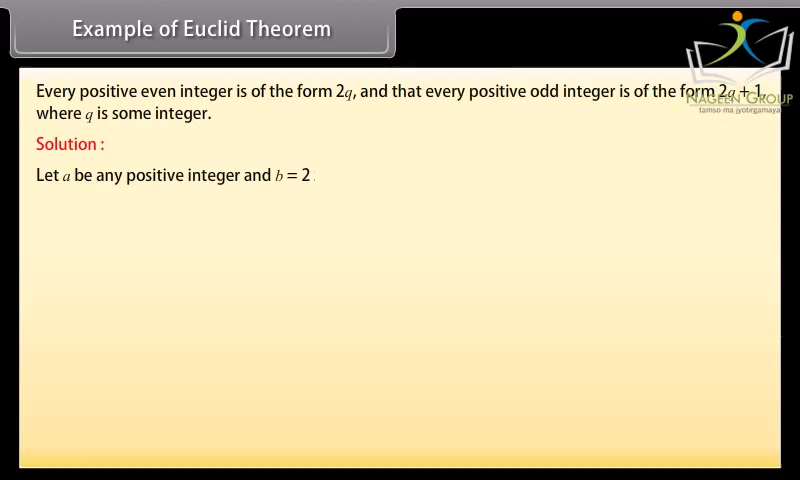 Example of Euclid Theorem
Every positive even integer is of the form 2q, and that every positive odd integer is of the form 2q + 1,
where q is some integer.
NAGEEN GROUP
tamso ma jyotirgamaya
Solution :
Let a be any positive integer and b = 2